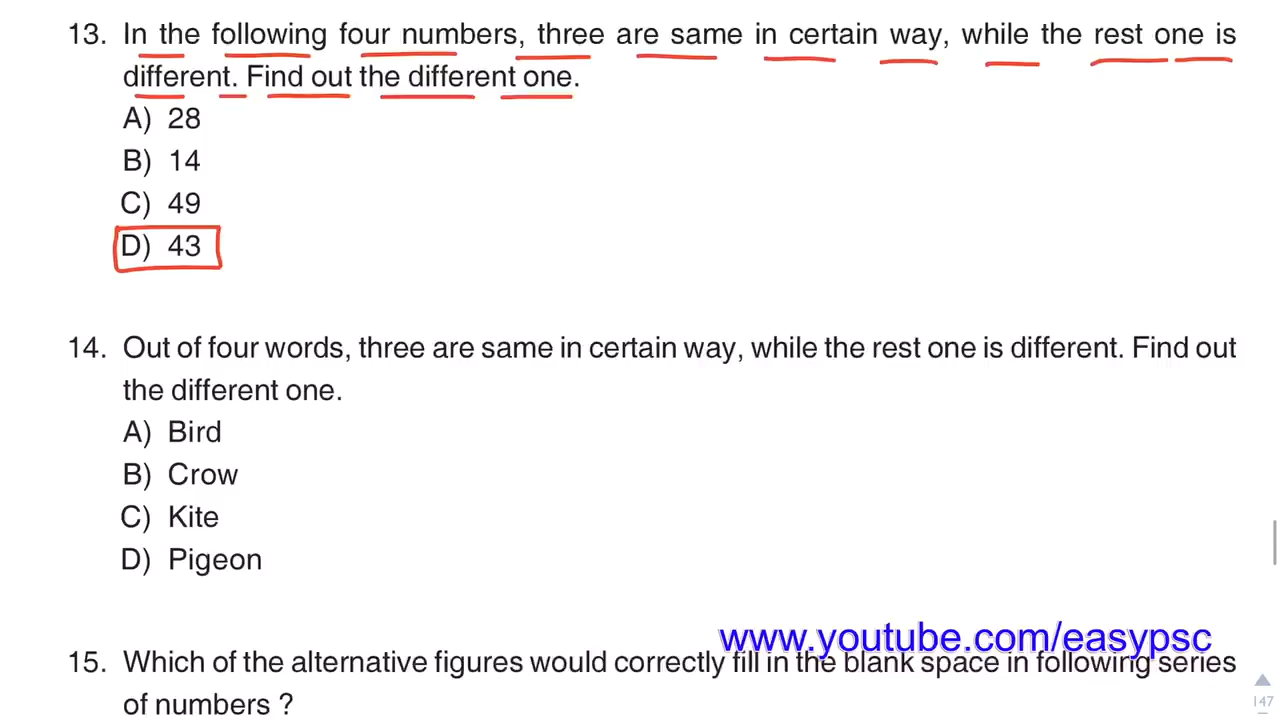 13. In the following four numbers, three are same in certain way, while the rest one is
different. Find out the different one.
A) 28
B) 14
C) 49
D) 43
14. Out of four words, three are same in certain way, while the rest one is different. Find out
the different one.
A) Bird
B) Crow
C) Kite
D) Pigeon
www.youtube.com/easypsc
15. Which of the alternative figures would correctly fill in the blank space in following series
of numbers ?
147